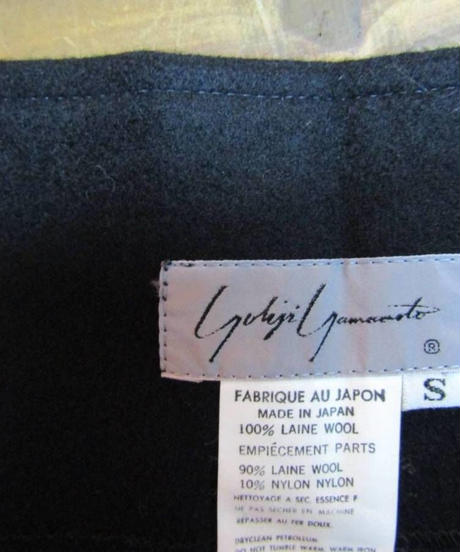 Yohji Yamamoto
®
S
FABRIQUE AU JAPON
MADE IN JAPAN
100% LAINE WOOL
EMPIÈCEMENT PARTS
90% LAINE WOOL
10% NYLON NYLON
NETTOYAGE A SEC. ESSENCE F
NE PAS SECHER EN MACHINE
REPASSER AU FER DOUX.
DRYCLEAN PETROLEUM
DO NOT TUMBLE WARM. WARM IRON